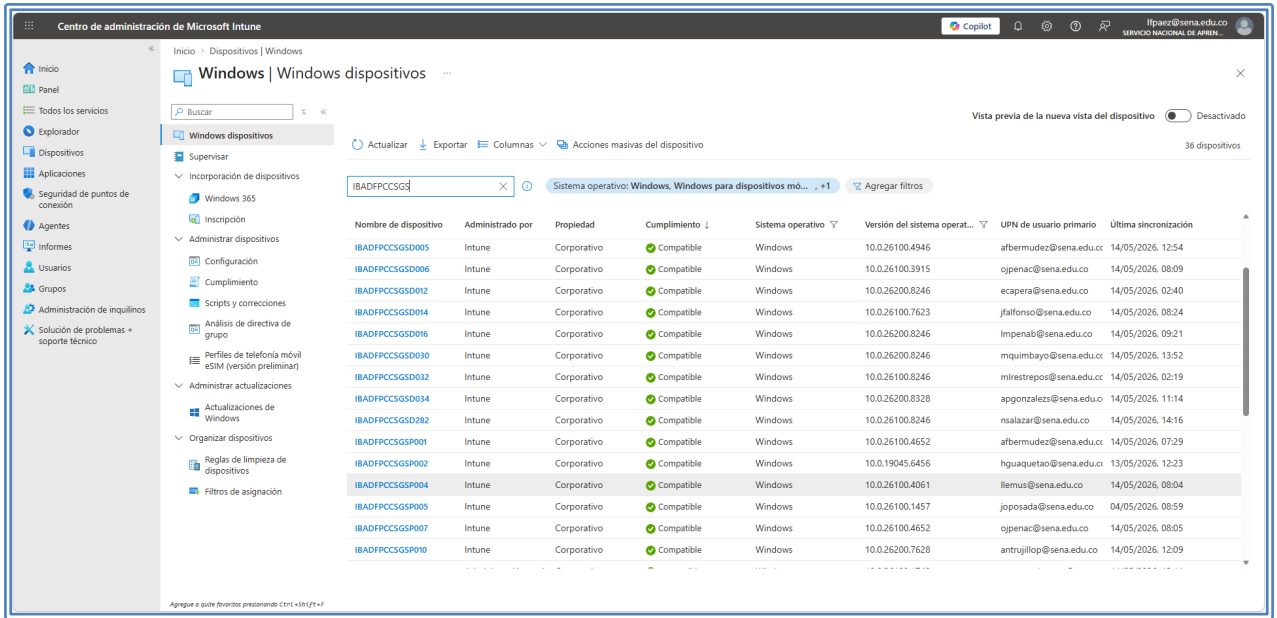 Centro de administración de Microsoft Intune
Copilot
lfpaez@sena.edu.co
SERVICIO NACIONAL DE APREN...
Inicio
Panel
Todos los servicios
Explorador
Dispositivos
Aplicaciones
Seguridad de puntos de
conexión
Agentes
Informes
Usuarios
Grupos
Administración de inquilinos
Solución de problemas +
soporte técnico
Inicio > Dispositivos | Windows
Windows | Windows dispositivos ...
Buscar
Windows dispositivos
Supervisar
Incorporación de dispositivos
Windows 365
Inscripción
Administrar dispositivos
Configuración
Cumplimiento
Scripts y correcciones
Análisis de directiva de
grupo
Perfiles de telefonía móvil
eSIM (versión preliminar)
Administrar actualizaciones
Actualizaciones de
Windows
Organizar dispositivos
Reglas de limpieza de
dispositivos
Filtros de asignación
Agregue o quite favoritos presionando Ctrl+Shift+F
Vista previa de la nueva vista del dispositivo Desactivado
Actualizar Exportar Columnas Acciones masivas del dispositivo 36 dispositivos
IBADFPCCSGS Sistema operativo: Windows, Windows para dispositivos mó... , +1 Agregar filtros
Nombre de dispositivo Administrado por Propiedad Cumplimiento ↓ Sistema operativo Versión del sistema operat... UPN de usuario primario Última sincronización
IBADFPCCSGSD005 Intune Corporativo Compatible Windows 10.0.26100.4946 afbermudez@sena.edu.cc 14/05/2026, 12:54
IBADFPCCSGSD006 Intune Corporativo Compatible Windows 10.0.26100.3915 ojpenac@sena.edu.co 14/05/2026, 08:09
IBADFPCCSGSD012 Intune Corporativo Compatible Windows 10.0.26200.8246 ecapera@sena.edu.co 14/05/2026, 02:40
IBADFPCCSGSD014 Intune Corporativo Compatible Windows 10.0.26100.7623 jfalfonso@sena.edu.co 14/05/2026, 08:24
IBADFPCCSGSD016 Intune Corporativo Compatible Windows 10.0.26200.8246 lmpenab@sena.edu.co 14/05/2026, 09:21
IBADFPCCSGSD030 Intune Corporativo Compatible Windows 10.0.26200.8246 mquimbayo@sena.edu.cc 14/05/2026, 13:52
IBADFPCCSGSD032 Intune Corporativo Compatible Windows 10.0.26100.8246 mlrestrepos@sena.edu.cc 14/05/2026, 02:19
IBADFPCCSGSD034 Intune Corporativo Compatible Windows 10.0.26200.8328 apgonzalezs@sena.edu.c 14/05/2026, 11:14
IBADFPCCSGSD282 Intune Corporativo Compatible Windows 10.0.26100.8246 nsalazar@sena.edu.co 14/05/2026, 14:16
IBADFPCCSGSP001 Intune Corporativo Compatible Windows 10.0.26100.4652 afbermudez@sena.edu.cc 14/05/2026, 07:29
IBADFPCCSGSP002 Intune Corporativo Compatible Windows 10.0.19045.6456 hguaquetao@sena.edu.cc 13/05/2026, 12:23
IBADFPCCSGSP004 Intune Corporativo Compatible Windows 10.0.26100.4061 llemus@sena.edu.co 14/05/2026, 08:04
IBADFPCCSGSP005 Intune Corporativo Compatible Windows 10.0.26100.1457 joposada@sena.edu.co 04/05/2026, 08:59
IBADFPCCSGSP007 Intune Corporativo Compatible Windows 10.0.26100.4652 ojpenac@sena.edu.co 14/05/2026, 08:05
IBADFPCCSGSP010 Intune Corporativo Compatible Windows 10.0.26200.7628 antrujillop@sena.edu.co 14/05/2026, 12:09